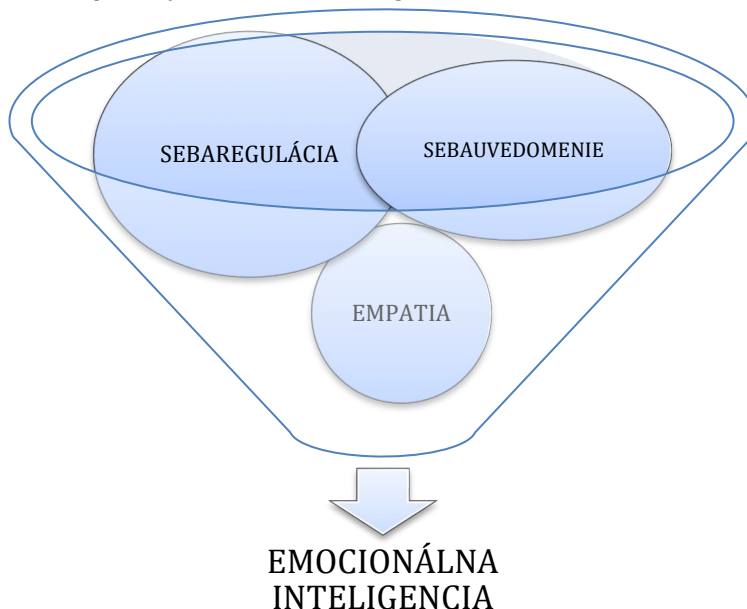 SEBAREGULÁCIA
SEBAUVEDOMENIE
EMPATIA
EMOCIONÁLNA
INTELIGENCIA